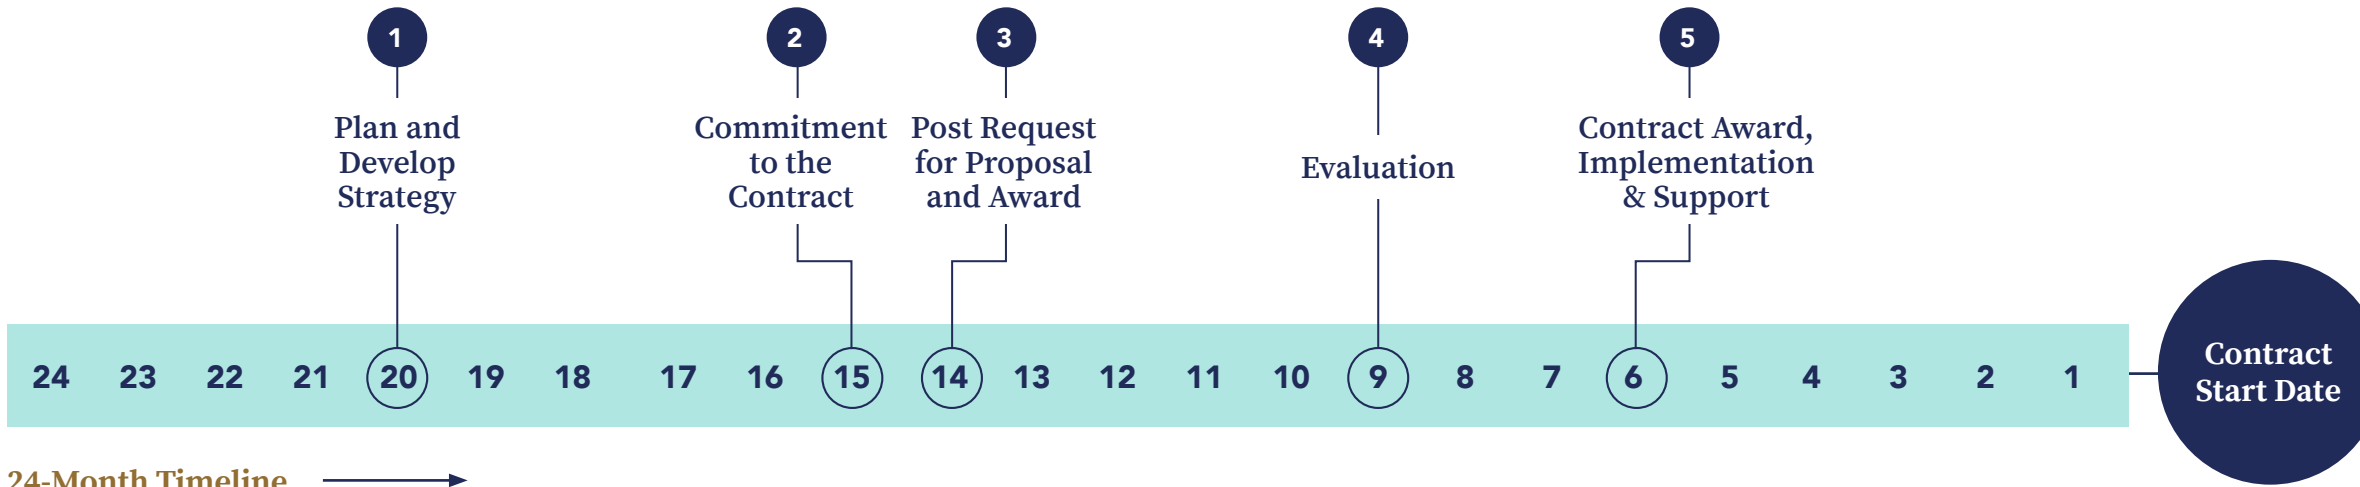 1
2
3
4
5
Plan and
Develop
Strategy
Commitment
to the
Contract
Post Request
for Proposal
and Award
Evaluation
Contract Award,
Implementation
& Support
24 23 22 21 20 19 18 17 16 15 14 13 12 11 10 9 8 7 6 5 4 3 2 1
Contract
Start Date
24-Month Timeline